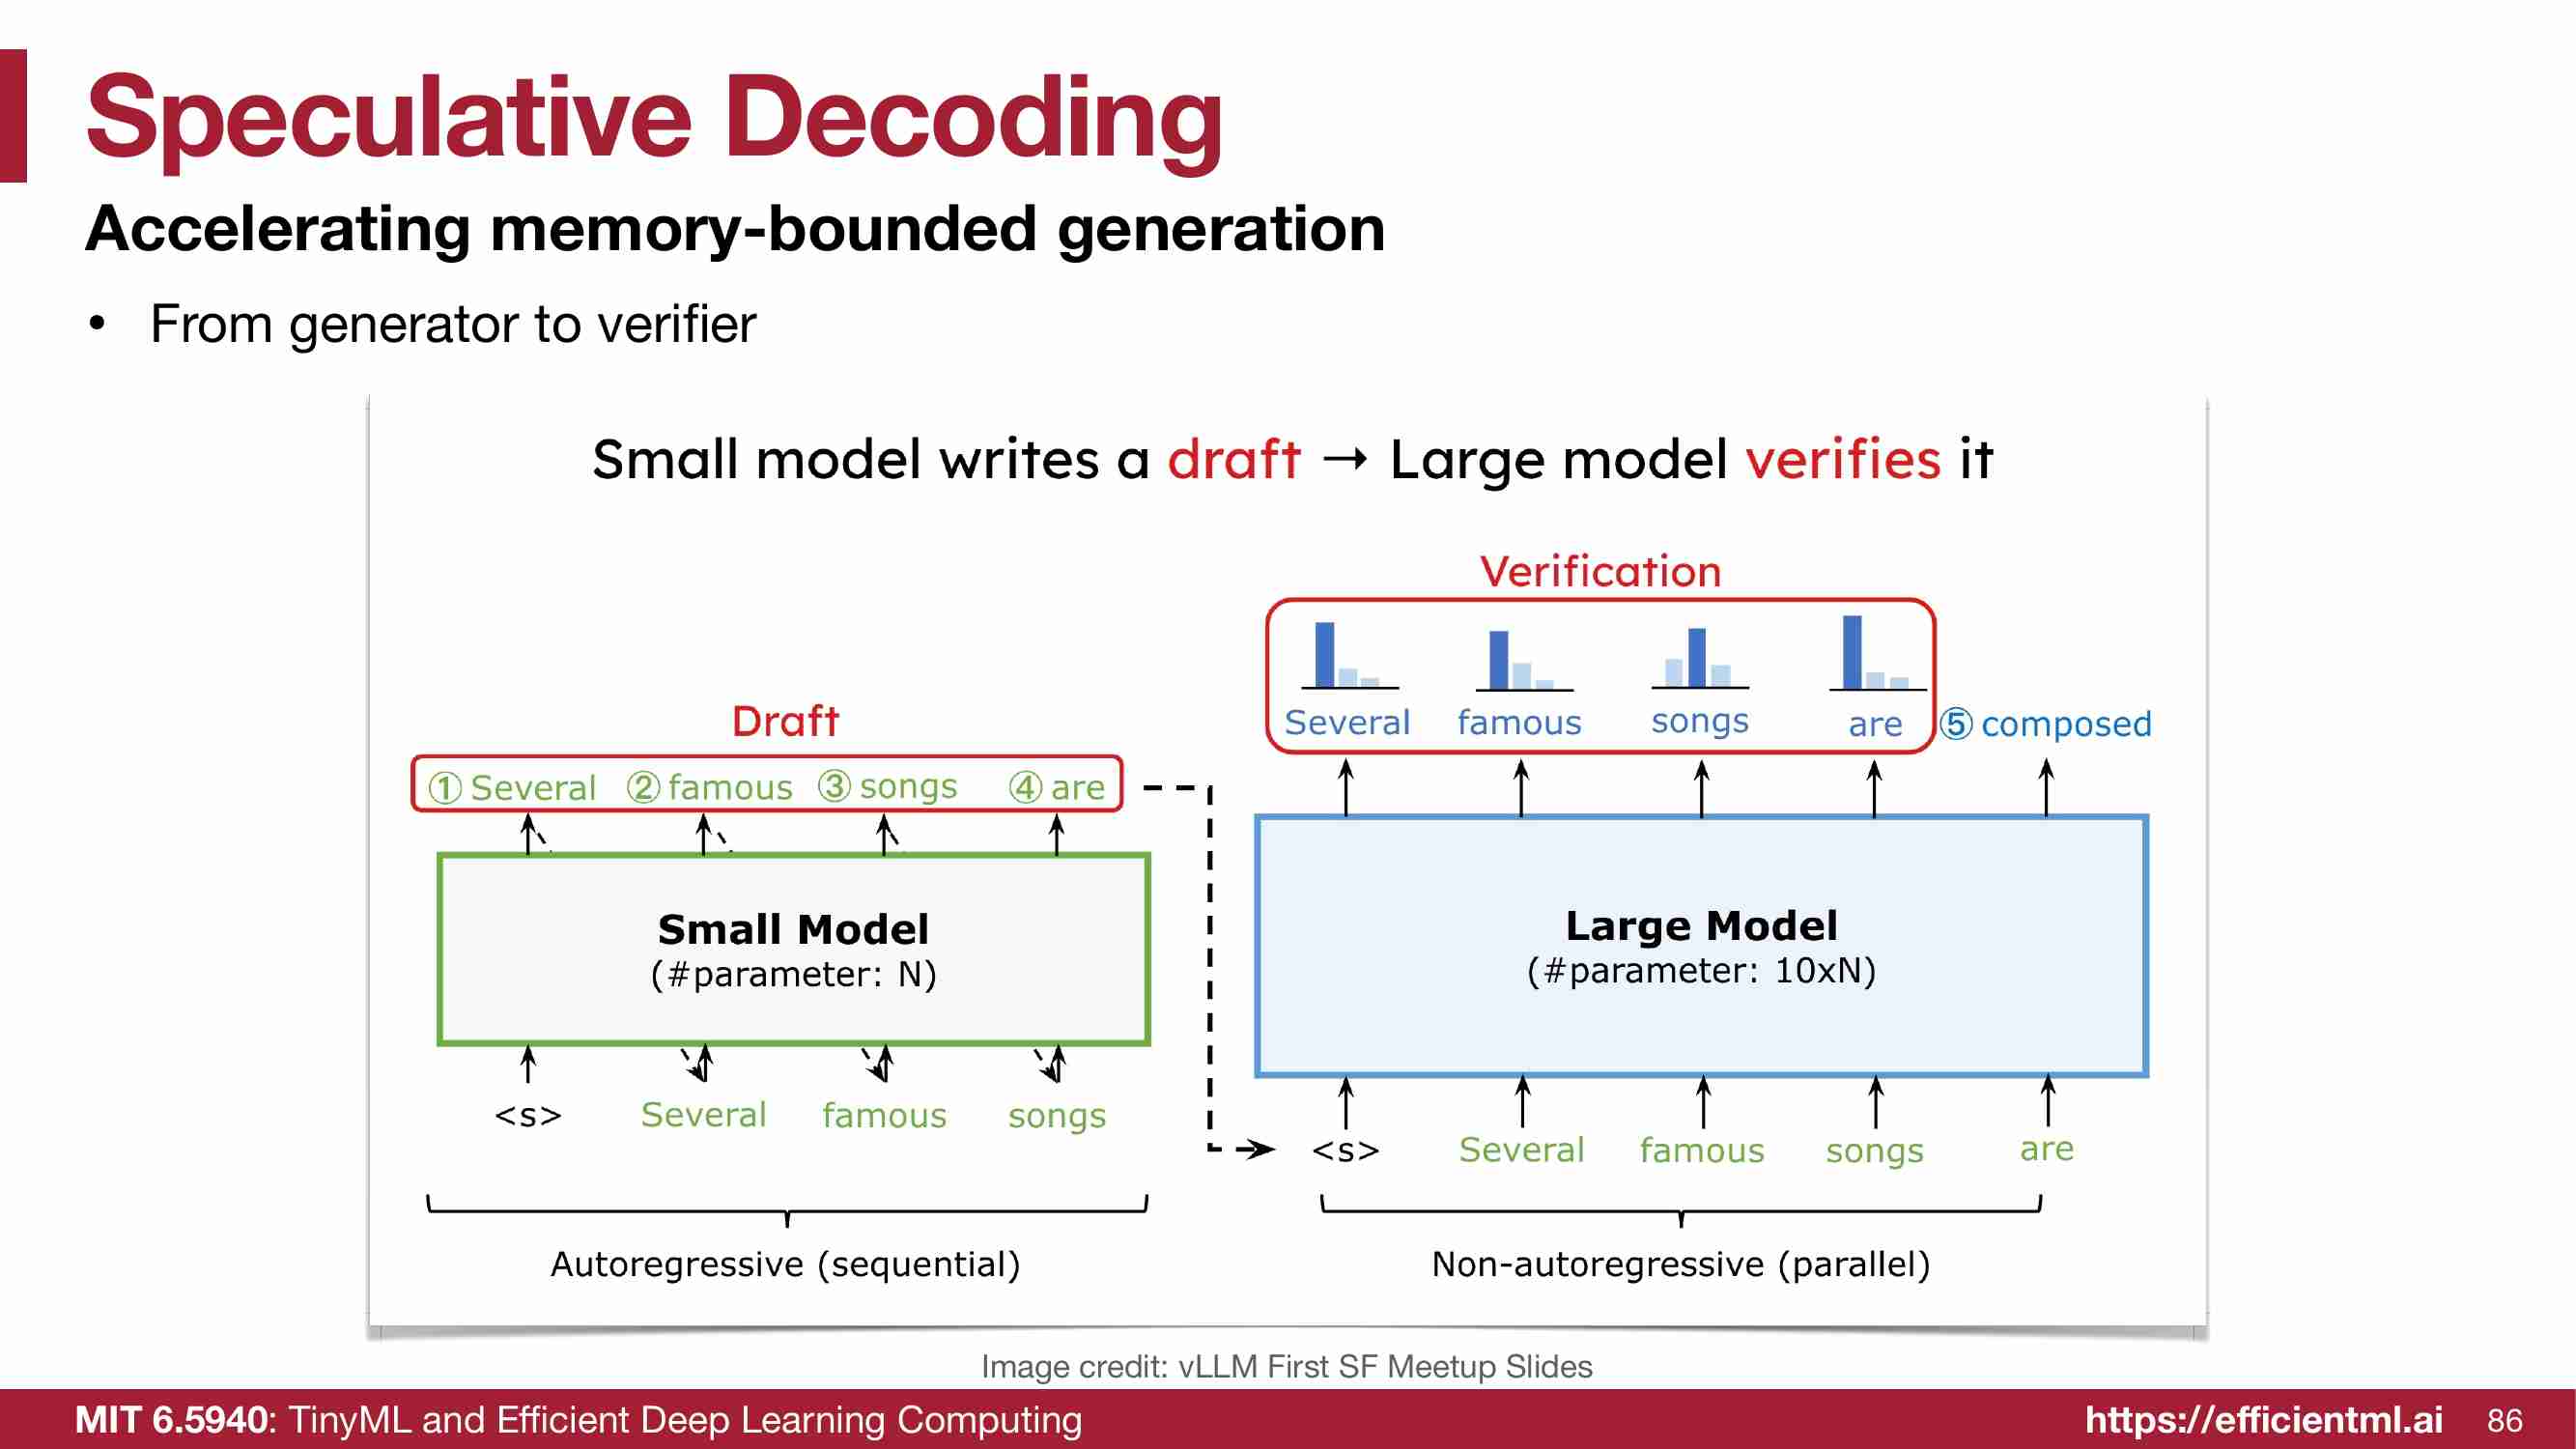 Speculative Decoding
Accelerating memory-bounded generation
• From generator to verifier
Small model writes a draft → Large model verifies it
Draft
① Several ② famous ③ songs ④ are
Small Model
(#parameter: N)
<s> Several famous songs
Autoregressive (sequential)
Verification
Several famous songs are ⑤ composed
Large Model
(#parameter: 10xN)
<s> Several famous songs are
Non-autoregressive (parallel)
Image credit: vLLM First SF Meetup Slides
MIT 6.5940: TinyML and Efficient Deep Learning Computing
https://efficientml.ai 86